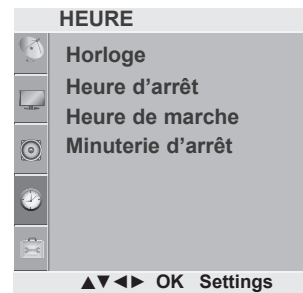 HEURE
Horloge
Heure d’arrêt
Heure de marche
Minuterie d’arrêt
▲▼◄► OK Settings